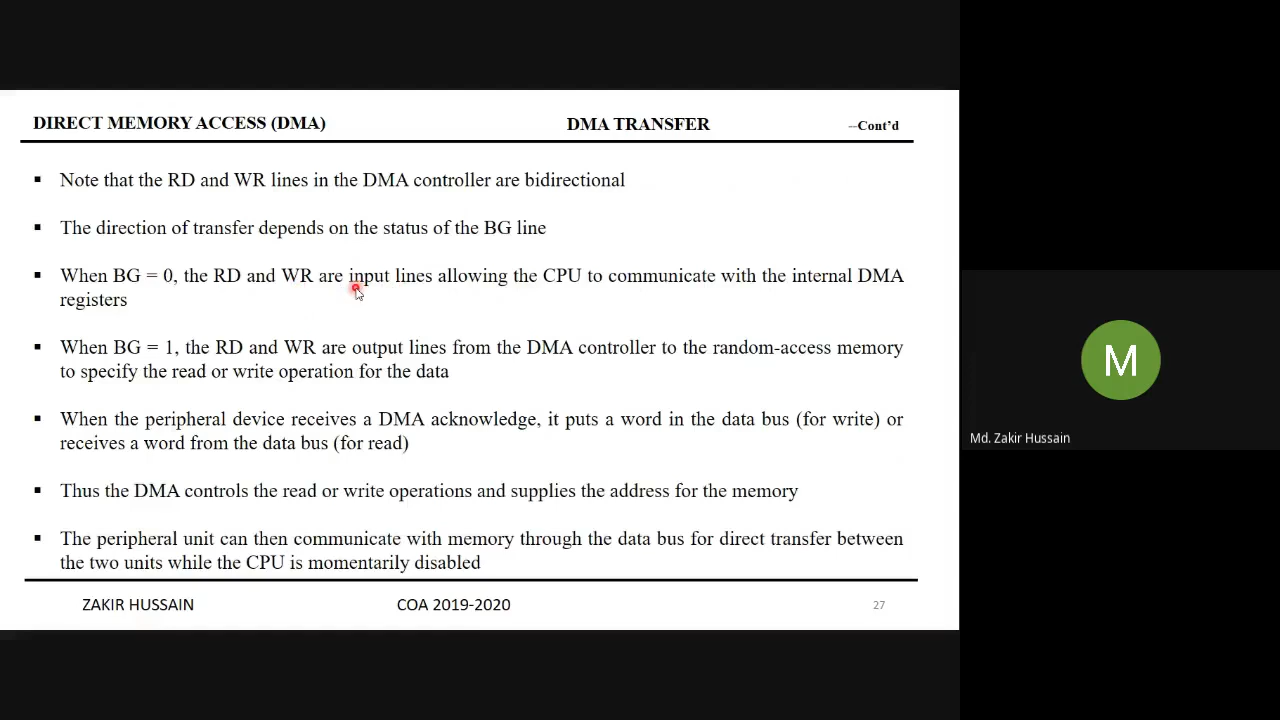 DIRECT MEMORY ACCESS (DMA)
DMA TRANSFER
--Cont'd
▪ Note that the RD and WR lines in the DMA controller are bidirectional
▪ The direction of transfer depends on the status of the BG line
▪ When BG = 0, the RD and WR are input lines allowing the CPU to communicate with the internal DMA
registers
▪ When BG = 1, the RD and WR are output lines from the DMA controller to the random-access memory
to specify the read or write operation for the data
▪ When the peripheral device receives a DMA acknowledge, it puts a word in the data bus (for write) or
receives a word from the data bus (for read)
▪ Thus the DMA controls the read or write operations and supplies the address for the memory
▪ The peripheral unit can then communicate with memory through the data bus for direct transfer between
the two units while the CPU is momentarily disabled
ZAKIR HUSSAIN
COA 2019-2020
27
M
Md. Zakir Hussain